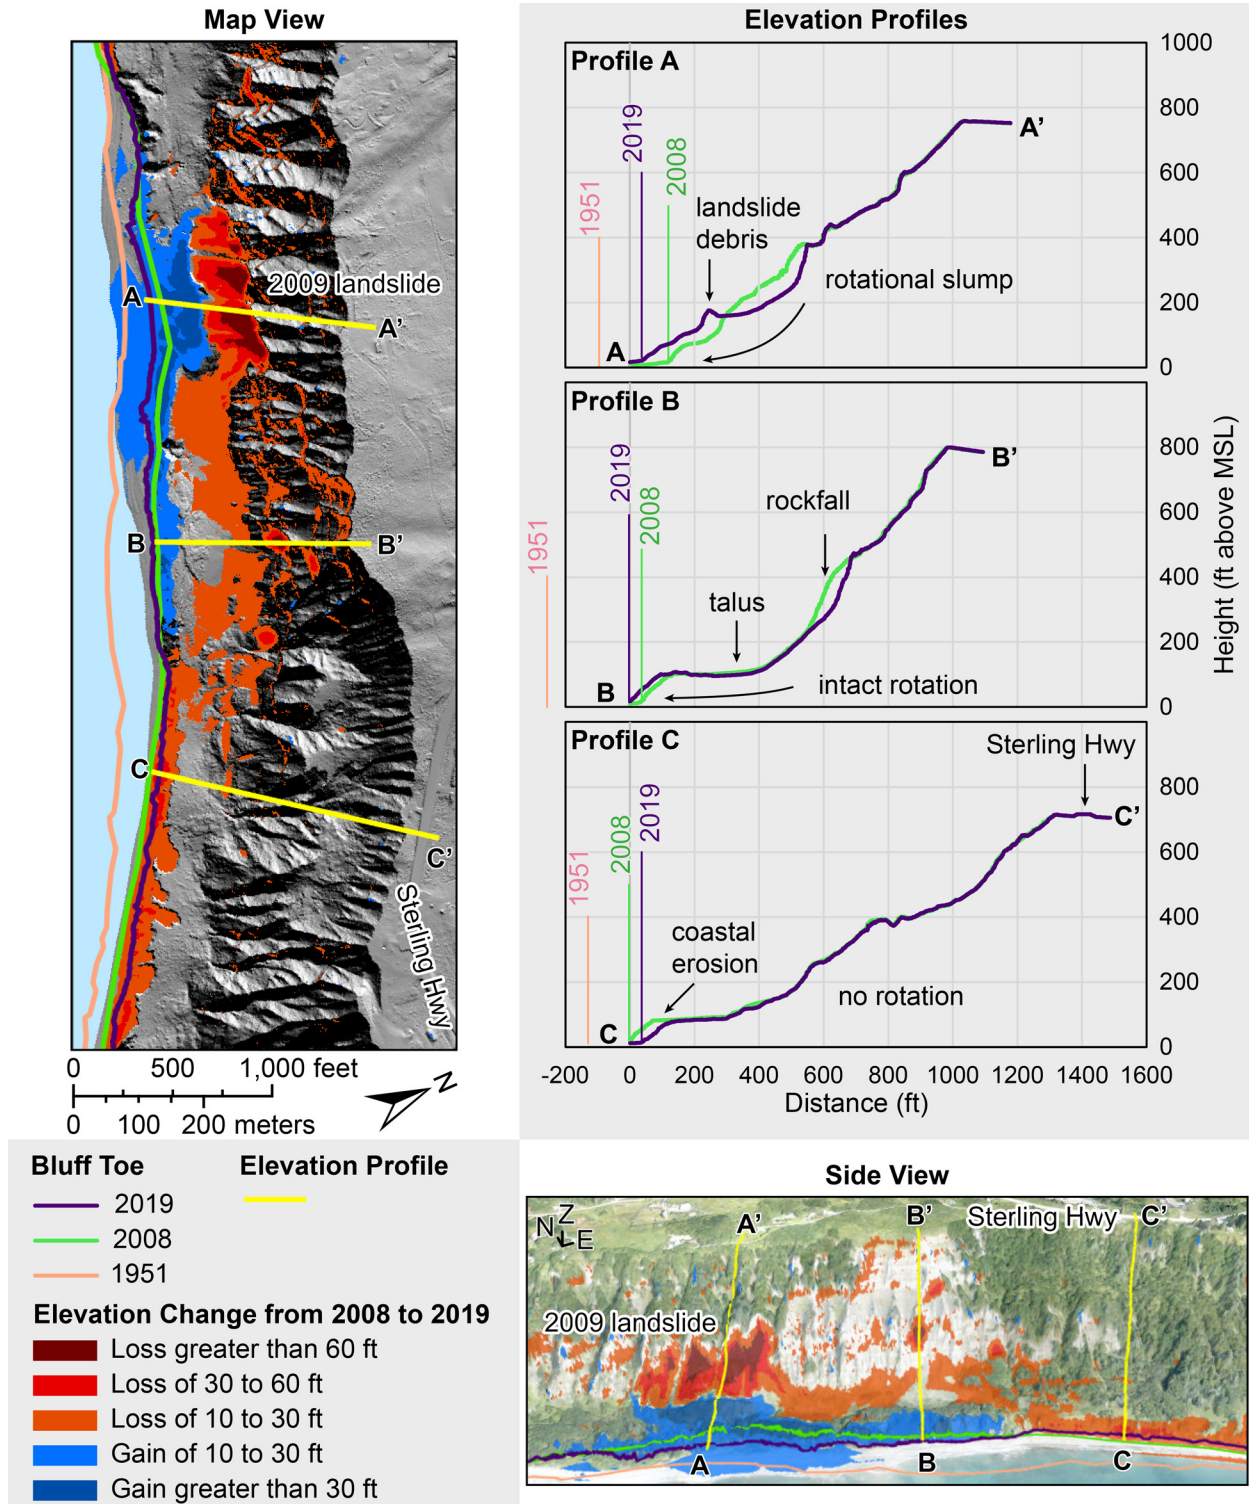 Map View
2009 landslide
A
A’
B
B’
C
C’
Sterling Hwy
0 500 1,000 feet
0 100 200 meters
N
Elevation Profiles
Profile A
1951
2019
2008
landslide
debris
rotational slump
A
A’
1000
800
600
400
200
0
Profile B
1951
2019
2008
rockfall
talus
intact rotation
B
B’
800
600
400
200
0
Height (ft above MSL)
Profile C
1951
2008
2019
Sterling Hwy
coastal
erosion
no rotation
C
C’
800
600
400
200
0
-200 0 200 400 600 800 1000 1200 1400 1600
Distance (ft)
Bluff Toe
2019
2008
1951
Elevation Profile
Elevation Change from 2008 to 2019
Loss greater than 60 ft
Loss of 30 to 60 ft
Loss of 10 to 30 ft
Gain of 10 to 30 ft
Gain greater than 30 ft
Side View
N Z E
A’
B’
Sterling Hwy
C’
2009 landslide
A
B
C